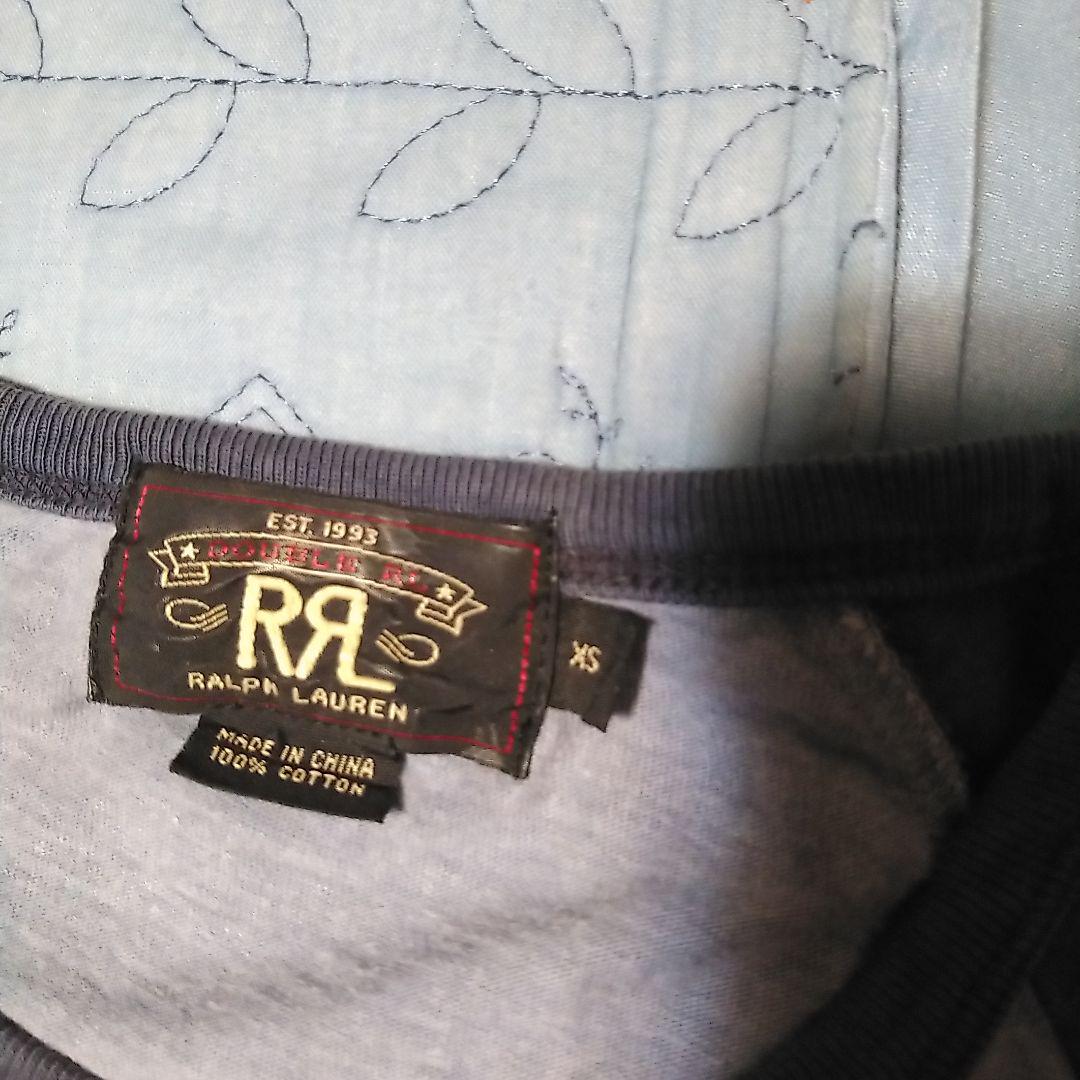 EST. 1993
DOUBLE RL
RRL
RALPH LAUREN
XS
MADE IN CHINA
100% COTTON